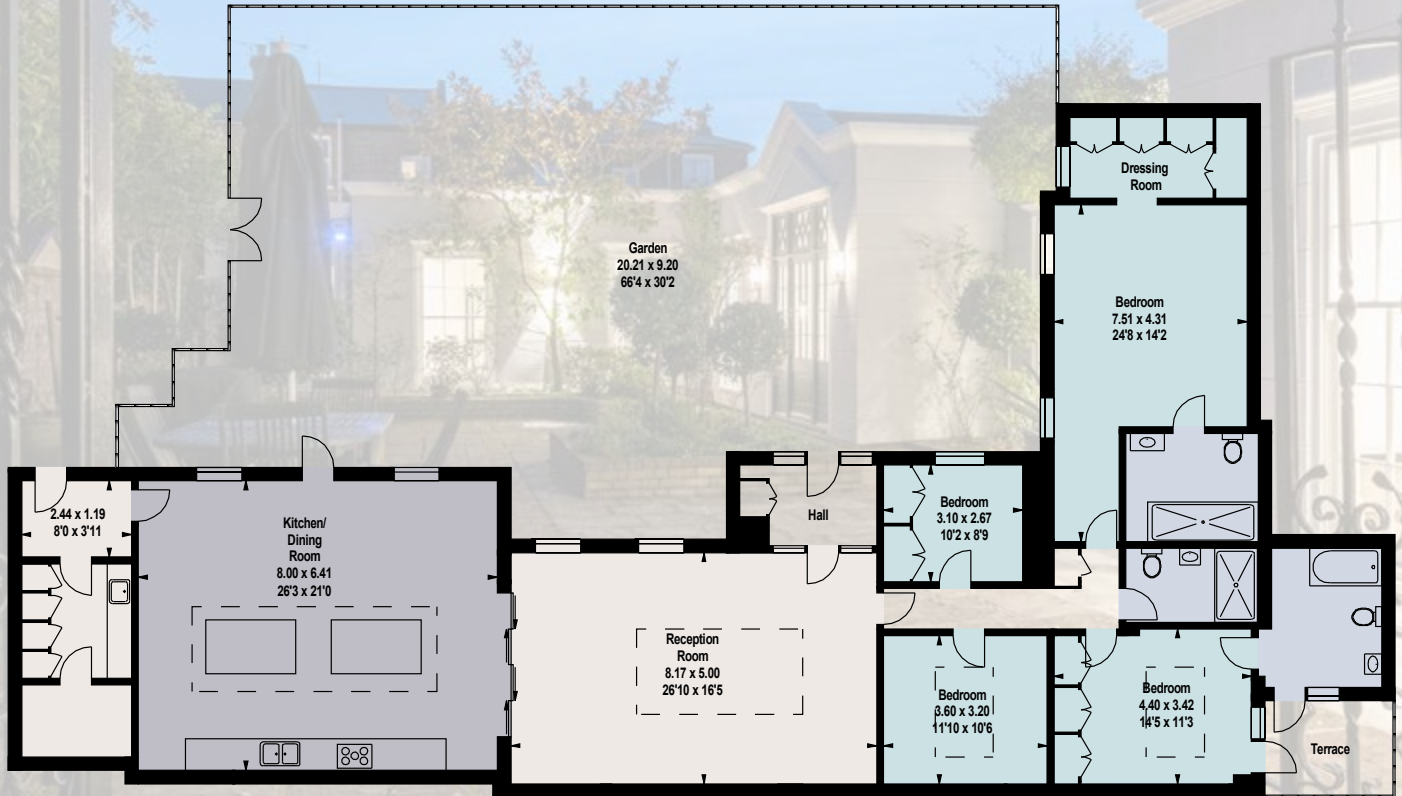 Dressing
Room
Garden
20.21 x 9.20
66'4 x 30'2
Bedroom
7.51 x 4.31
24'8 x 14'2
2.44 x 1.19
8'0 x 3'11
Kitchen/
Dining
Room
8.00 x 6.41
26'3 x 21'0
Hall
Bedroom
3.10 x 2.67
10'2 x 8'9
Reception
Room
8.17 x 5.00
26'10 x 16'5
Bedroom
3.60 x 3.20
11'10 x 10'6
Bedroom
4.40 x 3.42
14'5 x 11'3
Terrace